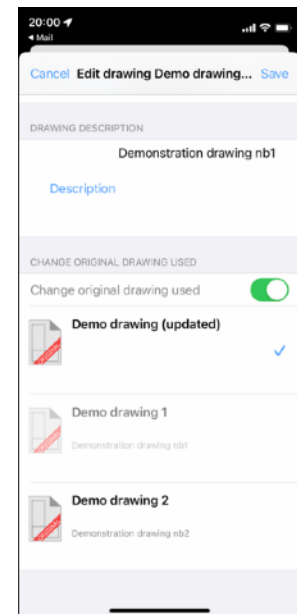 20:00
Mail
Cancel Edit drawing Demo drawing... Save
DRAWING DESCRIPTION
Demonstration drawing nb1
Description
CHANGE ORIGINAL DRAWING USED
Change original drawing used
Demo drawing (updated)
Demo drawing 1
Demonstration drawing nb1
Demo drawing 2
Demonstration drawing nb2